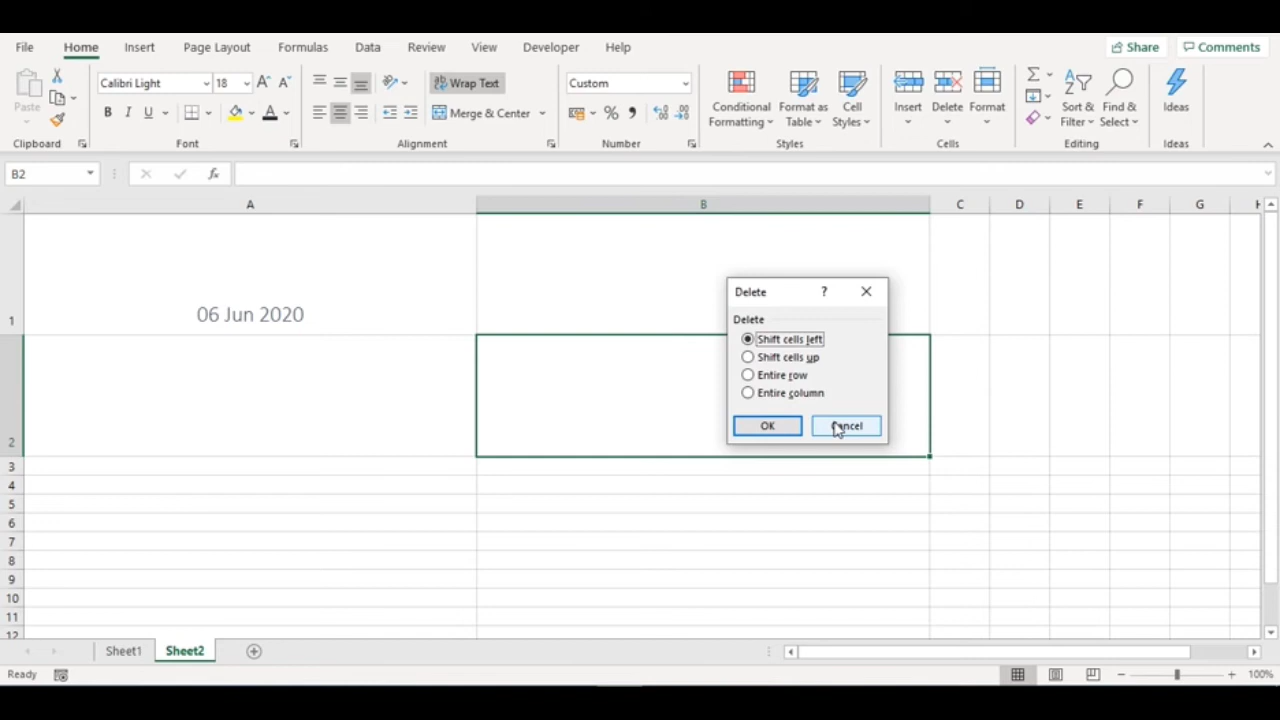 File Home Insert Page Layout Formulas Data Review View Developer Help Share Comments
Calibri Light 18 A A Wrap Text Custom
Paste B I U A Merge & Center % , Conditional Formatting Format as Table Cell Styles Insert Delete Format Sort & Filter Find & Select Ideas
Clipboard Font Alignment Number Styles Cells Editing Ideas
B2 fx
A B C D E F G H
1 06 Jun 2020
Delete ?
Delete
Shift cells left
Shift cells up
Entire row
Entire column
OK Cancel
2
3
4
5
6
7
8
9
10
11
12
Sheet1 Sheet2
Ready 100%